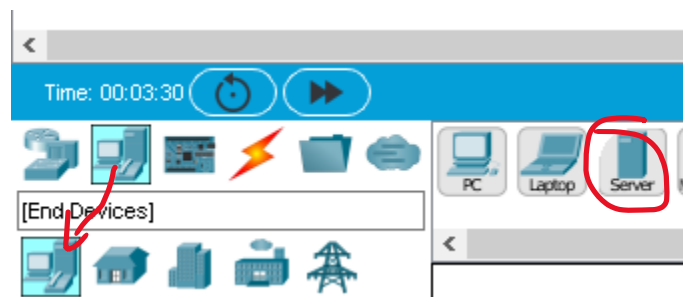 Time: 00:03:30
PC
Laptop
Server
[End Devices]